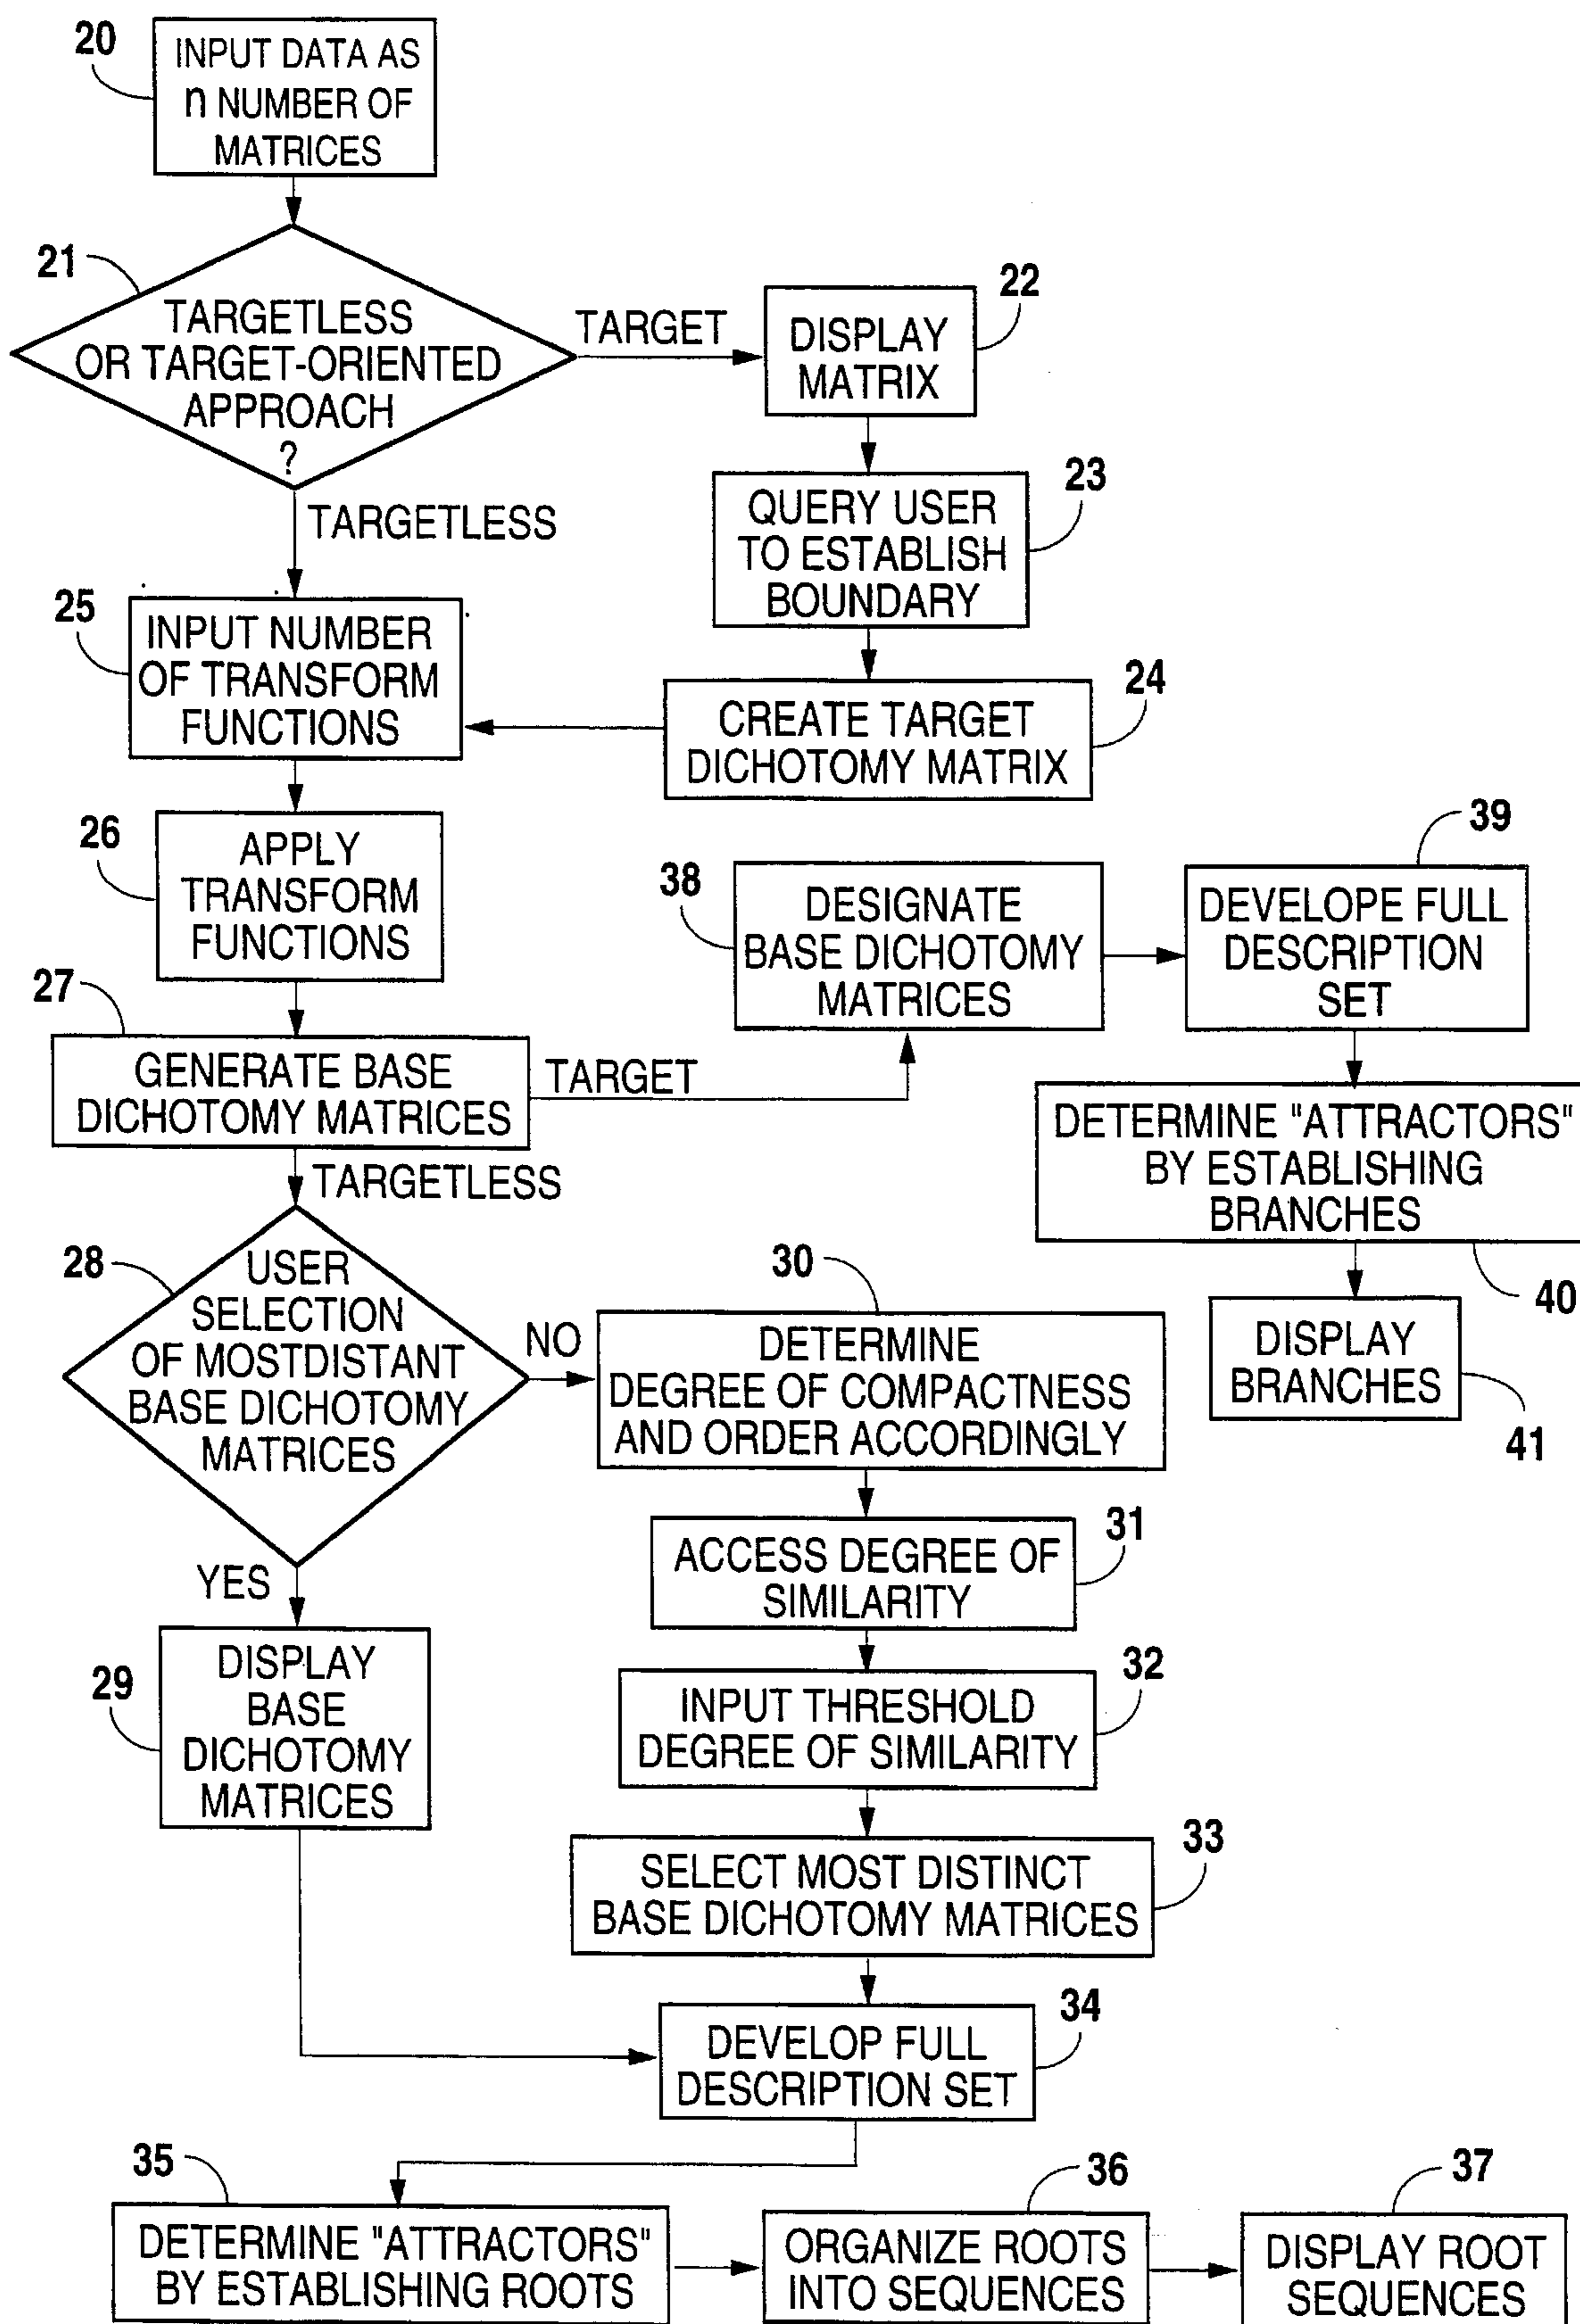 20
INPUT DATA AS
n NUMBER OF
MATRICES
21
TARGETLESS
OR TARGET-ORIENTED
APPROACH
?
TARGET
22
DISPLAY
MATRIX
23
QUERY USER
TO ESTABLISH
BOUNDARY
24
CREATE TARGET
DICHOTOMY MATRIX
TARGETLESS
25
INPUT NUMBER
OF TRANSFORM
FUNCTIONS
26
APPLY
TRANSFORM
FUNCTIONS
27
GENERATE BASE
DICHOTOMY MATRICES
TARGET
38
DESIGNATE
BASE DICHOTOMY
MATRICES
39
DEVELOPE FULL
DESCRIPTION
SET
DETERMINE "ATTRACTORS"
BY ESTABLISHING
BRANCHES
40
DISPLAY
BRANCHES
41
TARGETLESS
28
USER
SELECTION
OF MOSTDISTANT
BASE DICHOTOMY
MATRICES
NO
30
DETERMINE
DEGREE OF COMPACTNESS
AND ORDER ACCORDINGLY
31
ACCESS DEGREE OF
SIMILARITY
32
INPUT THRESHOLD
DEGREE OF SIMILARITY
33
SELECT MOST DISTINCT
BASE DICHOTOMY MATRICES
YES
29
DISPLAY
BASE
DICHOTOMY
MATRICES
34
DEVELOP FULL
DESCRIPTION SET
35
DETERMINE "ATTRACTORS"
BY ESTABLISHING ROOTS
36
ORGANIZE ROOTS
INTO SEQUENCES
37
DISPLAY ROOT
SEQUENCES